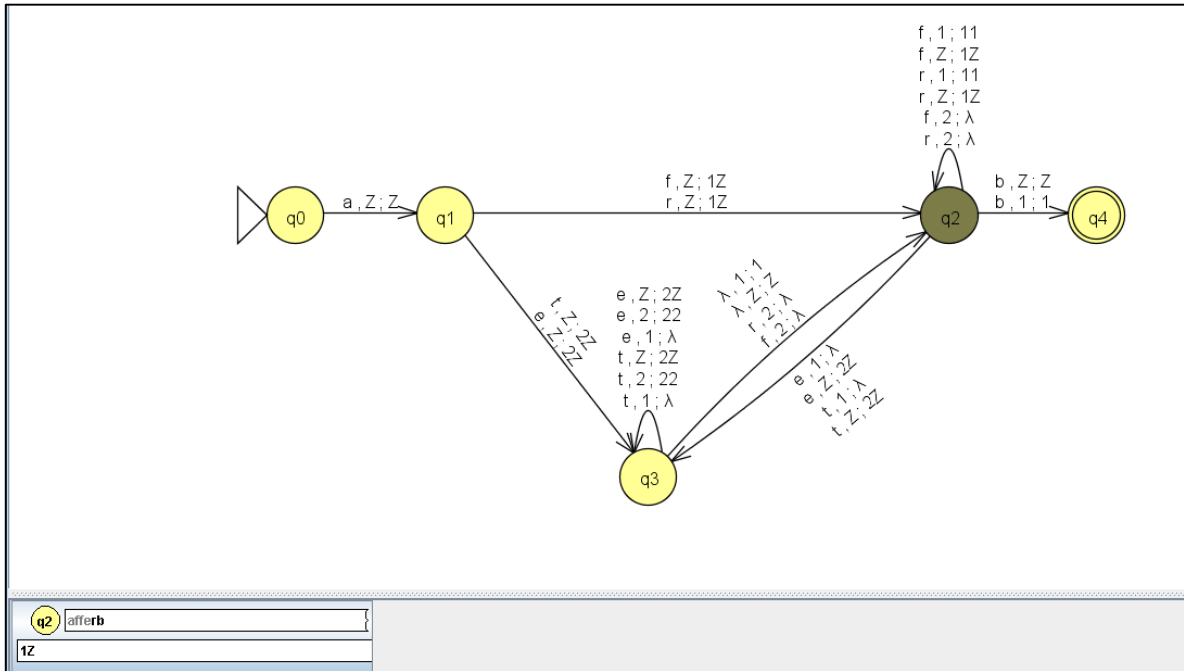 f , 1 ; 11
f , Z ; 1Z
r , 1 ; 11
r , Z ; 1Z
f , 2 ; λ
r , 2 ; λ
q0
a , Z ; Z
q1
f , Z ; 1Z
r , Z ; 1Z
q2
b , Z ; Z
b , 1 ; 1
q4
t , Z ; 2Z
e , Z ; 2Z
e , Z ; 2Z
e , 2 ; 22
e , 1 ; λ
t , Z ; 2Z
t , 2 ; 22
t , 1 ; λ
λ , 1 ; 1
λ , Z ; Z
r , 2 ; λ
f , 2 ; λ
e , 1 ; λ
e , Z ; 2Z
t , 1 ; λ
t , Z ; 2Z
q3
q2 afferb
1Z